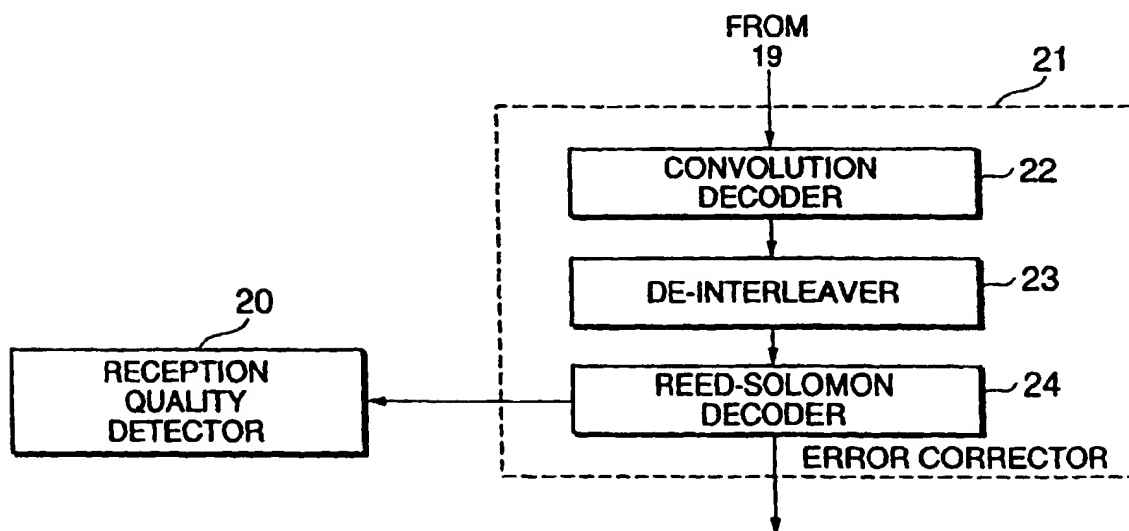 FROM
19
21
CONVOLUTION
DECODER
22
DE-INTERLEAVER
23
20
RECEPTION
QUALITY
DETECTOR
REED-SOLOMON
DECODER
24
ERROR CORRECTOR